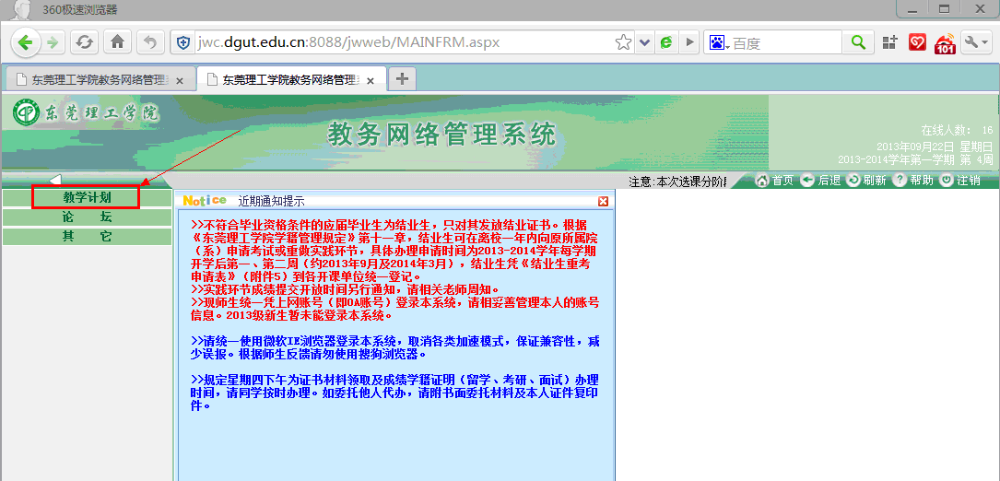 360极速浏览器
jwc.dgut.edu.cn:8088/jwweb/MAINFRM.aspx
百度
101
东莞理工学院教务网络管理
东莞理工学院教务网络管理
东莞理工学院
教务网络管理系统
在线人数： 16
2013年09月22日 星期日
2013-2014学年第一学期 第 4周
注意:本次选课分阶段
首页 后退 刷新 帮助 注销
教学计划
论 坛
其 它
Notice 近期通知提示
>>不符合毕业资格条件的应届毕业生为结业生，只对其发放结业证书。根据
《东莞理工学院学籍管理规定》第十一章，结业生可在离校一年内向原所属院
（系）申请考试或重做实践环节，具体办理申请时间为2013-2014学年每学期
开学后第一、第二周（约2013年9月及2014年3月），结业生凭《结业生重考
申请表》（附件5）到各开课单位统一登记。
>>实践环节成绩提交开放时间另行通知，请相关老师周知。
>>现师生统一凭上网账号（即OA账号）登录本系统，请相妥善管理本人的账号
信息。2013级新生暂未能登录本系统。
>>请统一使用微软IE浏览器登录本系统，取消各类加速模式，保证兼容性，减
少误报。根据师生反馈请勿使用搜狗浏览器。
>>规定星期四下午为证书材料领取及成绩学籍证明（留学、考研、面试）办理
时间，请同学按时办理。如委托他人代办，请附书面委托材料及本人证件复印
件。